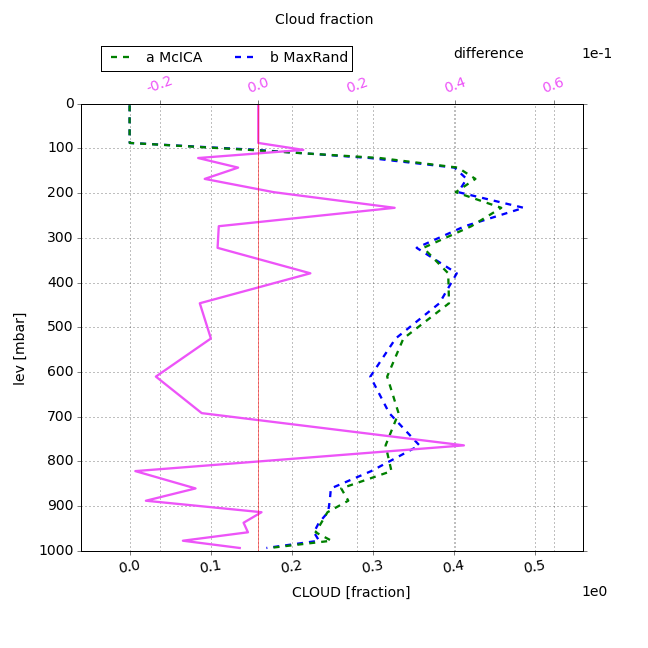 Cloud fraction
a McICA b MaxRand difference 1e-1
-0.2 0.0 0.2 0.4 0.6
0
100
200
300
400
500
600
700
800
900
1000
lev [mbar]
0.0 0.1 0.2 0.3 0.4 0.5
CLOUD [fraction] 1e0